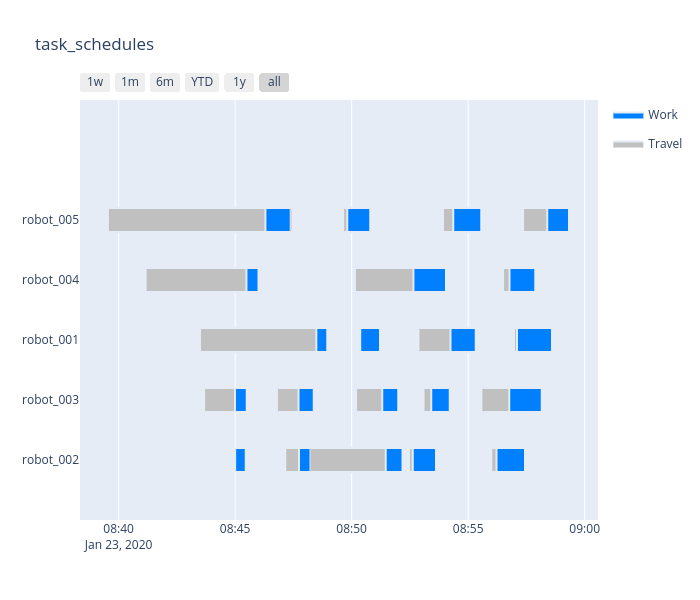 task_schedules
1w 1m 6m YTD 1y all
Work
Travel
robot_005
robot_004
robot_001
robot_003
robot_002
08:40 08:45 08:50 08:55 09:00
Jan 23, 2020